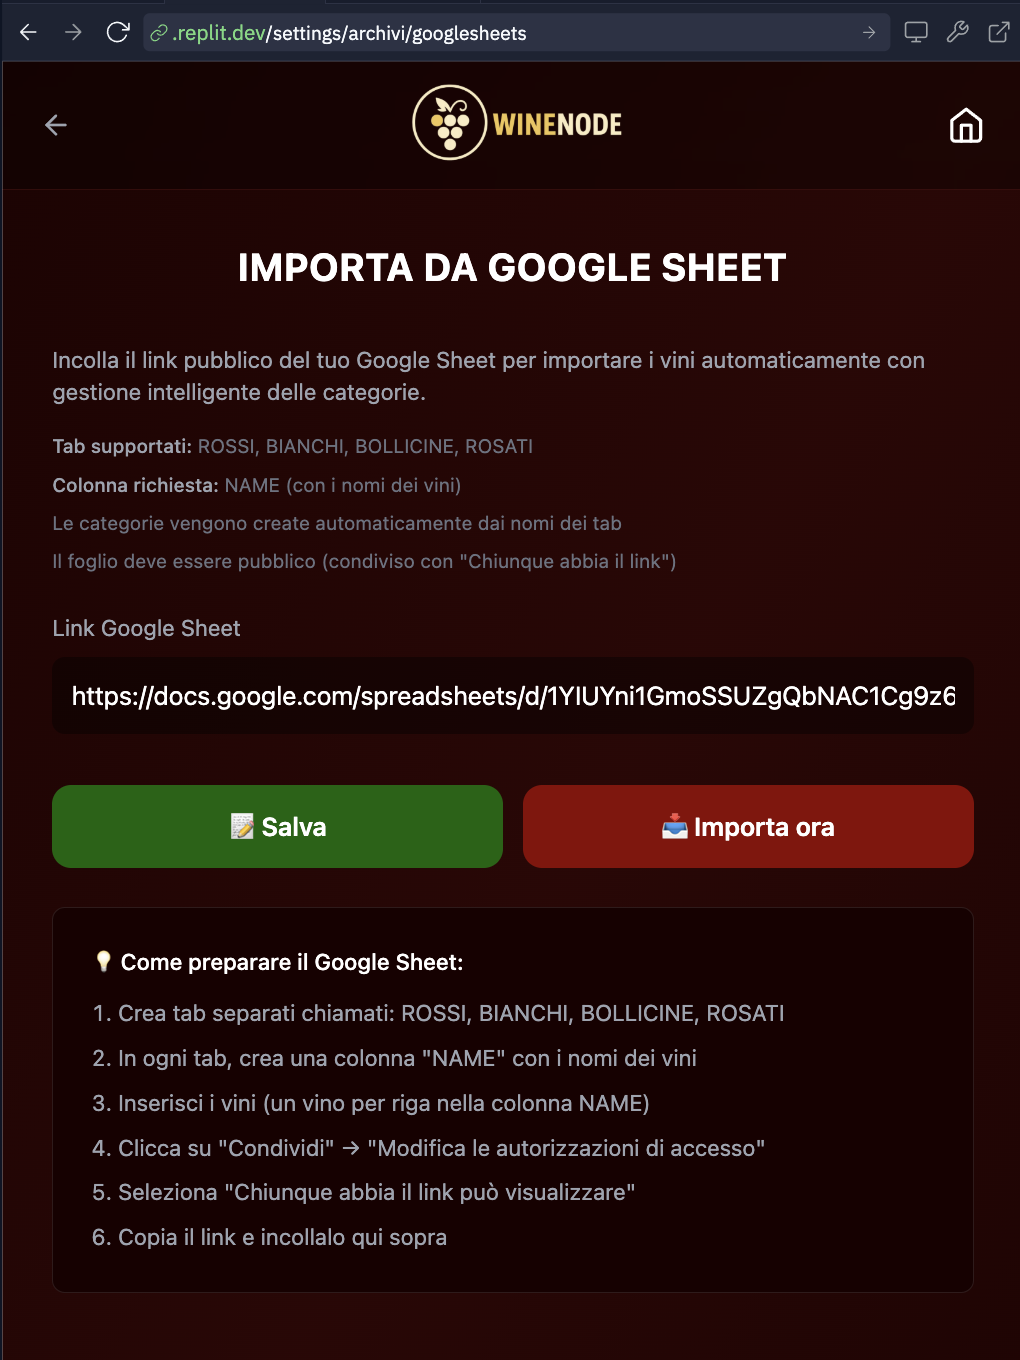 .replit.dev/settings/archivi/googlesheets
WINENODE
IMPORTA DA GOOGLE SHEET
Incolla il link pubblico del tuo Google Sheet per importare i vini automaticamente con
gestione intelligente delle categorie.
Tab supportati: ROSSI, BIANCHI, BOLLICINE, ROSATI
Colonna richiesta: NAME (con i nomi dei vini)
Le categorie vengono create automaticamente dai nomi dei tab
Il foglio deve essere pubblico (condiviso con "Chiunque abbia il link")
Link Google Sheet
https://docs.google.com/spreadsheets/d/1YIUYni1GmoSSUZgQbNAC1Cg9z6
📝 Salva
📥 Importa ora
💡 Come preparare il Google Sheet:
1. Crea tab separati chiamati: ROSSI, BIANCHI, BOLLICINE, ROSATI
2. In ogni tab, crea una colonna "NAME" con i nomi dei vini
3. Inserisci i vini (un vino per riga nella colonna NAME)
4. Clicca su "Condividi" → "Modifica le autorizzazioni di accesso"
5. Seleziona "Chiunque abbia il link può visualizzare"
6. Copia il link e incollalo qui sopra